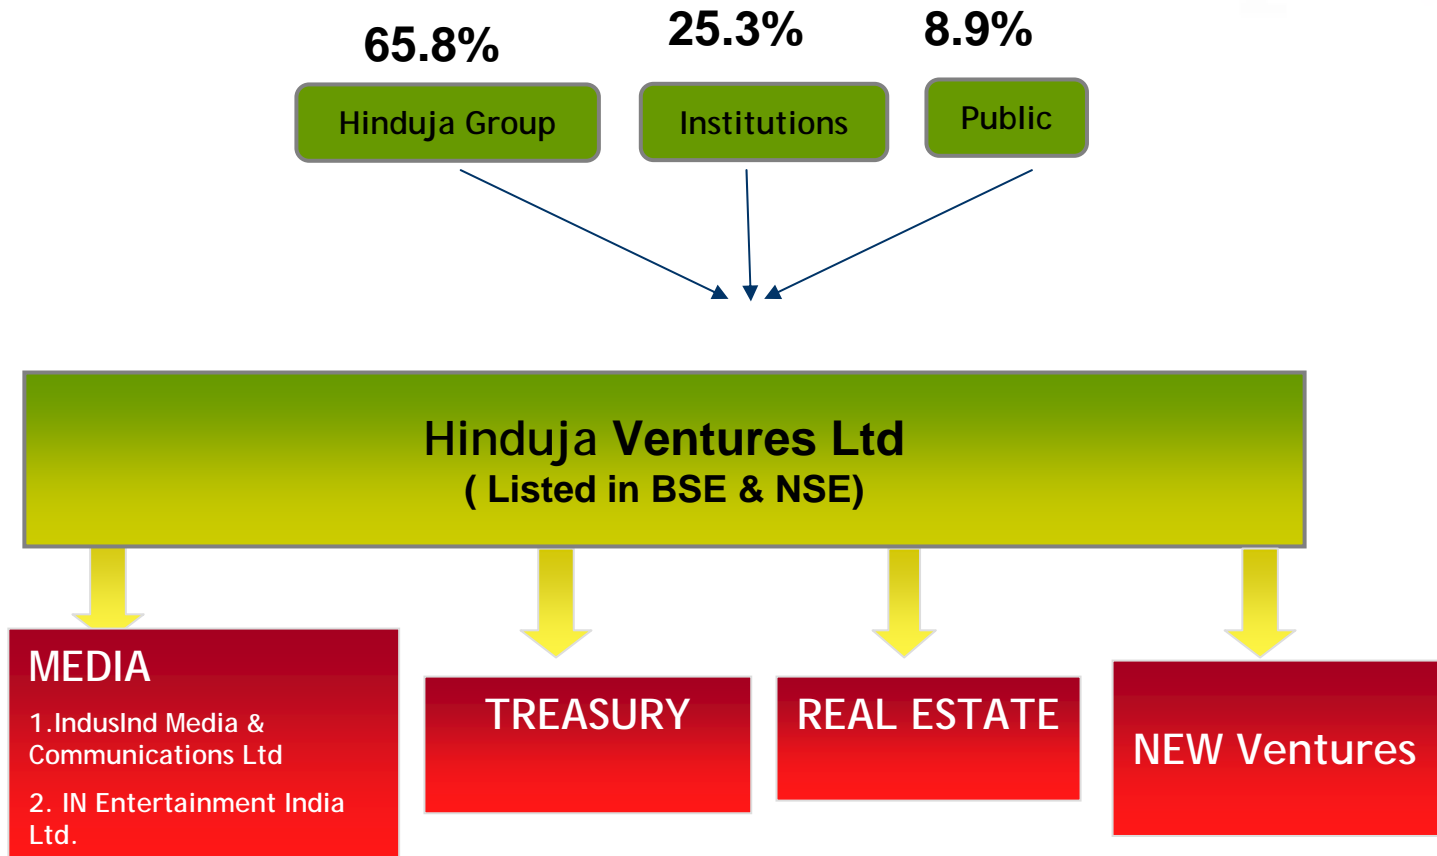 65.8% 25.3% 8.9%
Hinduja Group Institutions Public
Hinduja Ventures Ltd
( Listed in BSE & NSE)
MEDIA
1.IndusInd Media &
Communications Ltd
2. IN Entertainment India
Ltd.
TREASURY
REAL ESTATE
NEW Ventures